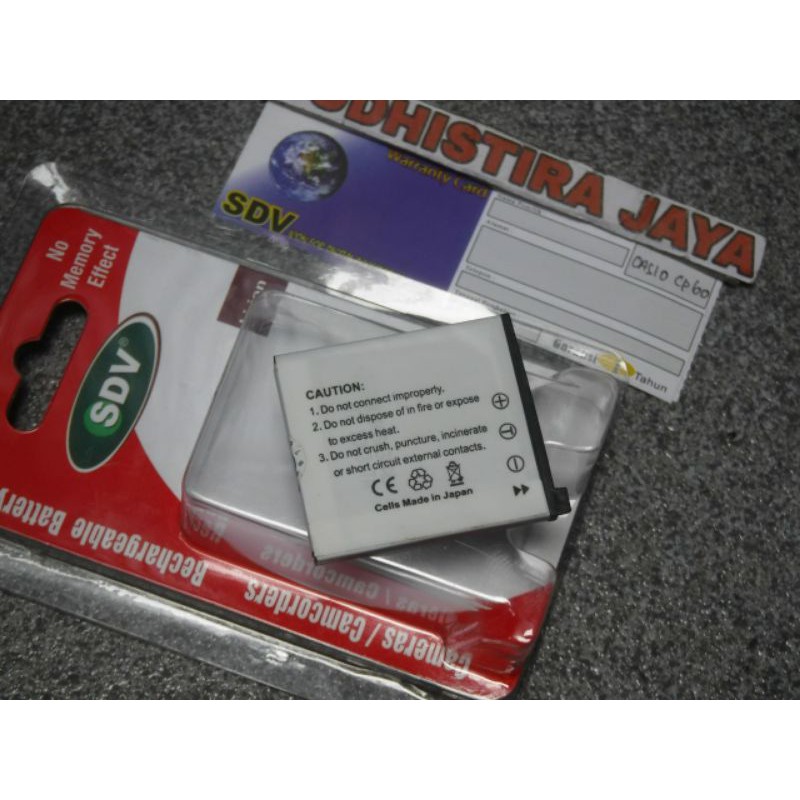 UDHISTIRA JAYA
Warranty Card
SDV
CASIO CP60
Garansi
Tahun
No
Memory
Effect
SDV®
CAUTION:
1. Do not connect improperly.
2. Do not dispose of in fire or expose
to excess heat.
3. Do not crush, puncture, incinerate
or short circuit external contacts.
CE
Cells Made in Japan
Rechargeable Battery
Cameras / Camcorders